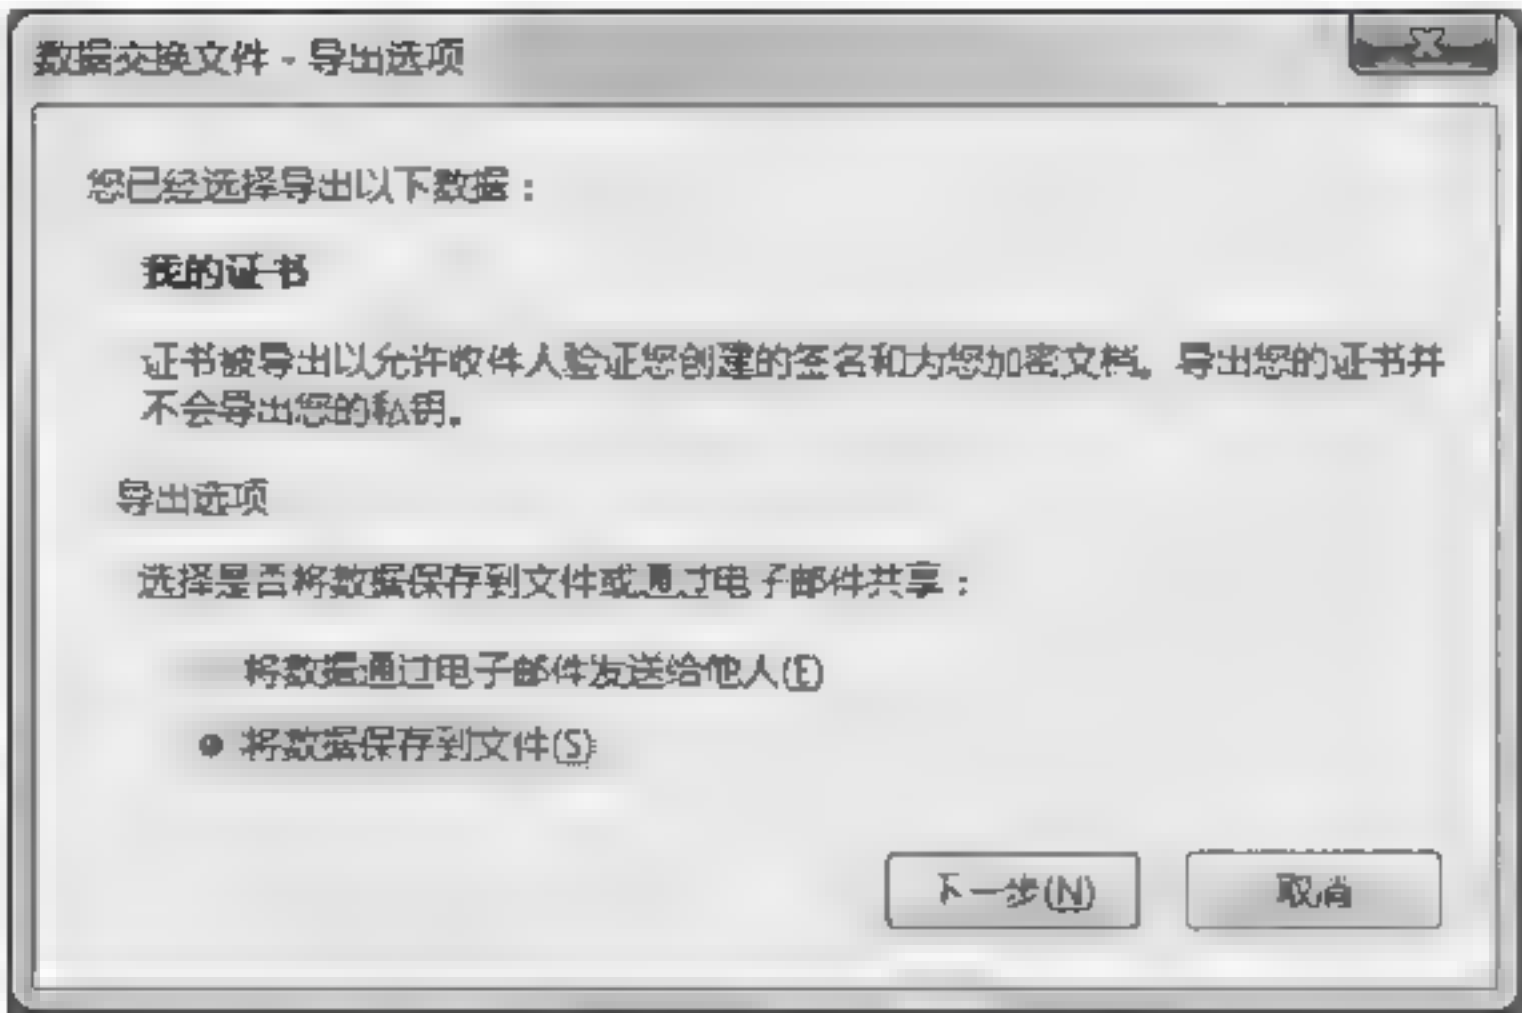 数据交换文件 - 导出选项
您已经选择导出以下数据：
我的证书
证书被导出以允许收件人验证您创建的签名和为您加密文档。导出您的证书并
不会导出您的私钥。
导出选项
选择是否将数据保存到文件或通过电子邮件共享：
将数据通过电子邮件发送给他人(E)
将数据保存到文件(S)
下一步(N)
取消